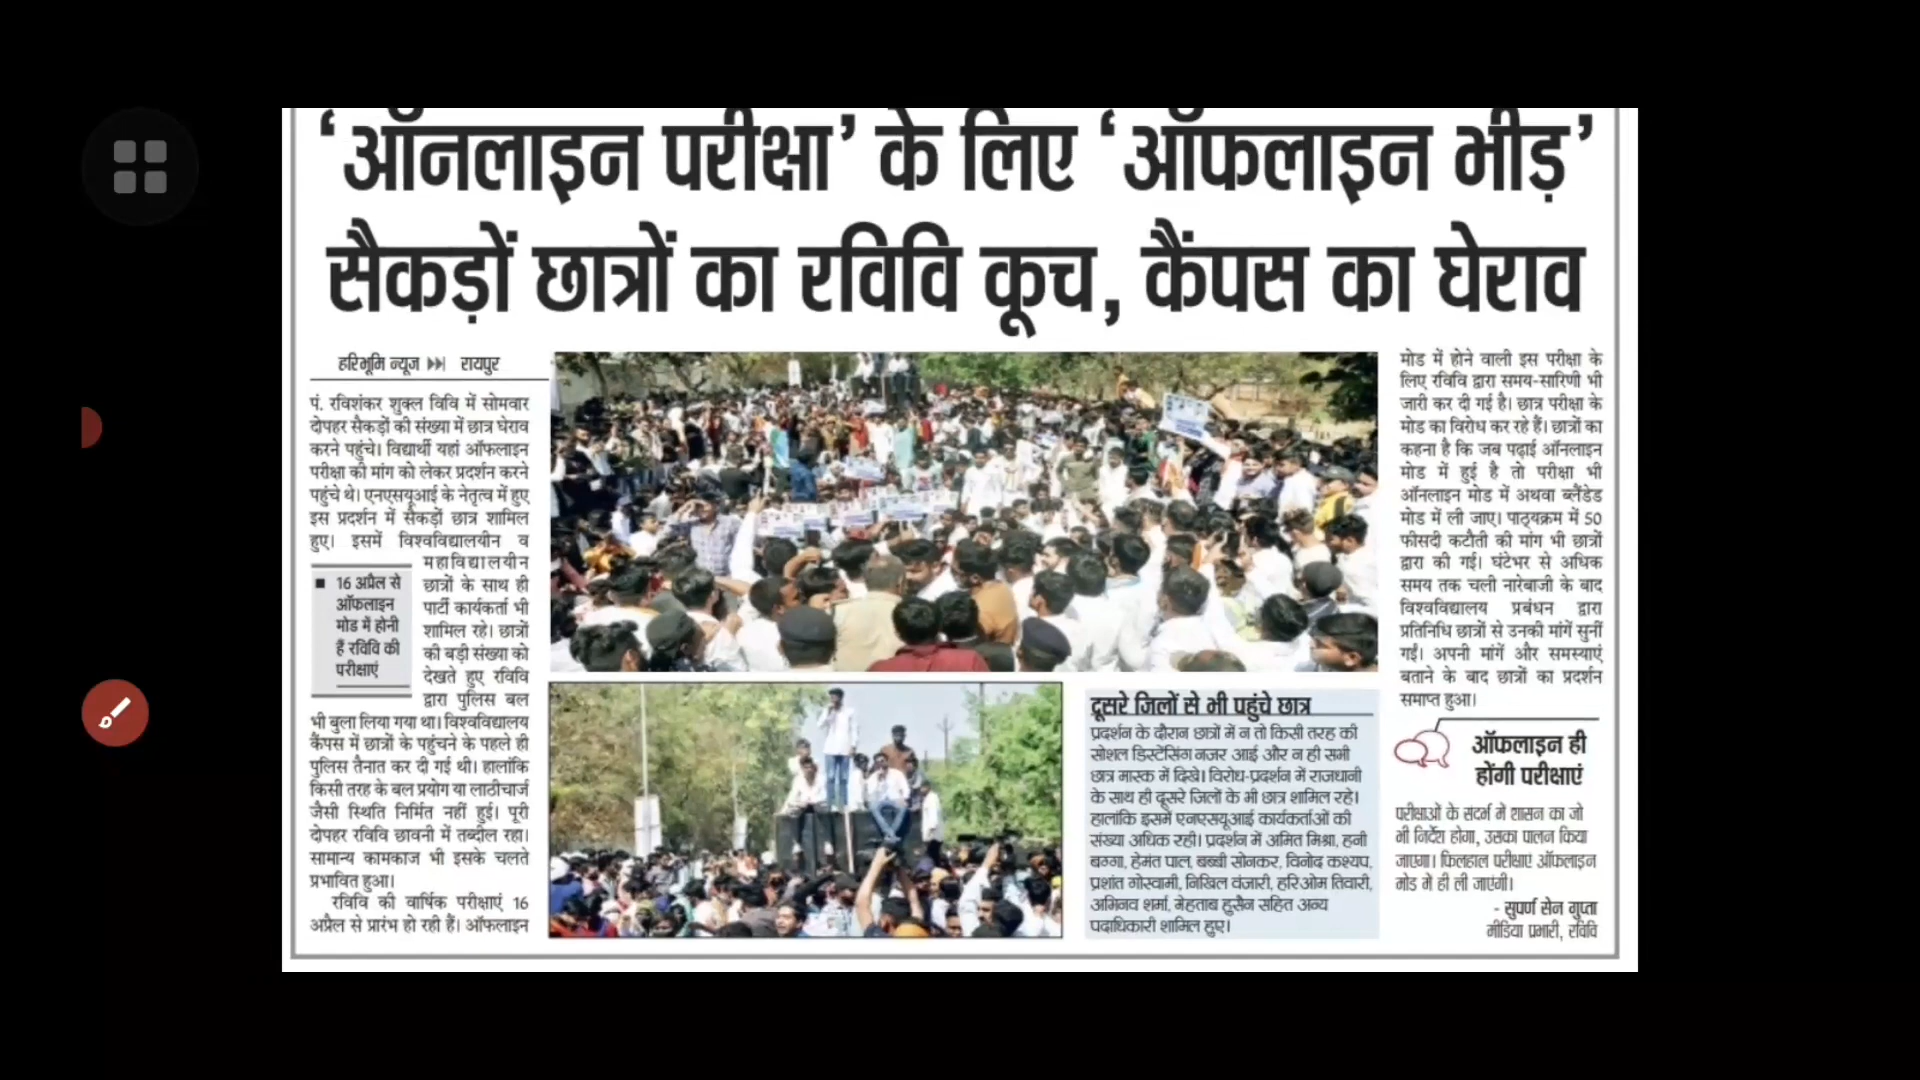 ‘ऑनलाइन परीक्षा’ के लिए ‘ऑफलाइन भीड़’
सैकड़ों छात्रों का रविवि कूच, कैंपस का घेराव
हरिभूमि न्यूज रायपुर
पं. रविशंकर शुक्ल विवि में सोमवार
दोपहर सैकड़ों की संख्या में छात्र घेराव
करने पहुंचे। विद्यार्थी यहां ऑफलाइन
परीक्षा की मांग को लेकर प्रदर्शन करने
पहुंचे थे। एनएसयूआई के नेतृत्व में हुए
इस प्रदर्शन में सैकड़ों छात्र शामिल
हुए। इसमें विश्वविद्यालयीन व
महाविद्यालयीन
छात्रों के साथ ही
पार्टी कार्यकर्ता भी
शामिल रहे। छात्रों
की बड़ी संख्या को
देखते हुए रविवि
द्वारा पुलिस बल
भी बुला लिया गया था। विश्वविद्यालय
कैंपस में छात्रों के पहुंचने के पहले ही
पुलिस तैनात कर दी गई थी। हालांकि
किसी तरह के बल प्रयोग या लाठीचार्ज
जैसी स्थिति निर्मित नहीं हुई। पूरी
दोपहर रविवि छावनी में तब्दील रहा।
सामान्य कामकाज भी इसके चलते
प्रभावित हुआ।
रविवि की वार्षिक परीक्षाएं 16
अप्रैल से प्रारंभ हो रही हैं। ऑफलाइन
16 अप्रैल से
ऑफलाइन
मोड में होनी
हैं रविवि की
परीक्षाएं
मोड में होने वाली इस परीक्षा के
लिए रविवि द्वारा समय-सारिणी भी
जारी कर दी गई है। छात्र परीक्षा के
मोड का विरोध कर रहे हैं। छात्रों का
कहना है कि जब पढ़ाई ऑनलाइन
मोड में हुई है तो परीक्षा भी
ऑनलाइन मोड में अथवा ब्लैंडेड
मोड में ली जाए। पाठ्यक्रम में 50
फीसदी कटौती की मांग भी छात्रों
द्वारा की गई। घंटेभर से अधिक
समय तक चली नारेबाजी के बाद
विश्वविद्यालय प्रबंधन द्वारा
प्रतिनिधि छात्रों से उनकी मांगें सुनीं
गईं। अपनी मांगें और समस्याएं
बताने के बाद छात्रों का प्रदर्शन
समाप्त हुआ।
दूसरे जिलों से भी पहुंचे छात्र
प्रदर्शन के दौरान छात्रों में न तो किसी तरह की
सोशल डिस्टेंसिंग नजर आई और न ही सभी
छात्र मास्क में दिखे। विरोध-प्रदर्शन में राजधानी
के साथ ही दूसरे जिलों के भी छात्र शामिल रहे।
हालांकि इसमें एनएसयूआई कार्यकर्ताओं की
संख्या अधिक रही। प्रदर्शन में अमित मिश्रा, हनी
बग्गा, हेमंत पाल, बब्बी सोनकर, विनोद कश्यप,
प्रशांत गोस्वामी, निखिल वंजारी, हरिओम तिवारी,
अभिनव शर्मा, मेहताब हुसैन सहित अन्य
पदाधिकारी शामिल हुए।
ऑफलाइन ही
होंगी परीक्षाएं
परीक्षाओं के संदर्भ में शासन का जो
भी निर्देश होगा, उसका पालन किया
जाएगा। फिलहाल परीक्षाएं ऑफलाइन
मोड में ही ली जाएंगी।
- सुपर्ण सेन गुप्ता
मीडिया प्रभारी, रविवि